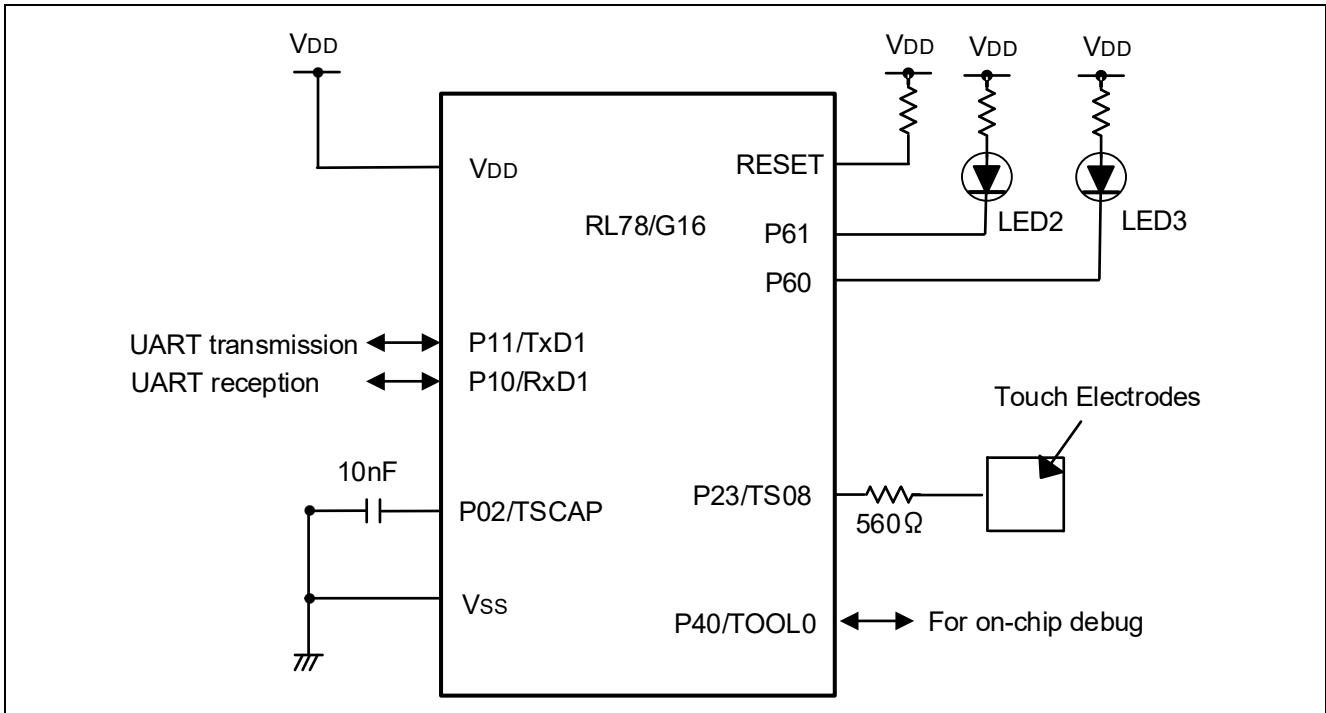 VDD
VDD
VDD
VDD
VDD
RESET
RL78/G16
P61
LED2
LED3
P60
UART transmission
P11/TxD1
UART reception
P10/RxD1
Touch Electrodes
10nF
P02/TSCAP
P23/TS08
560Ω
VSS
P40/TOOL0
For on-chip debug